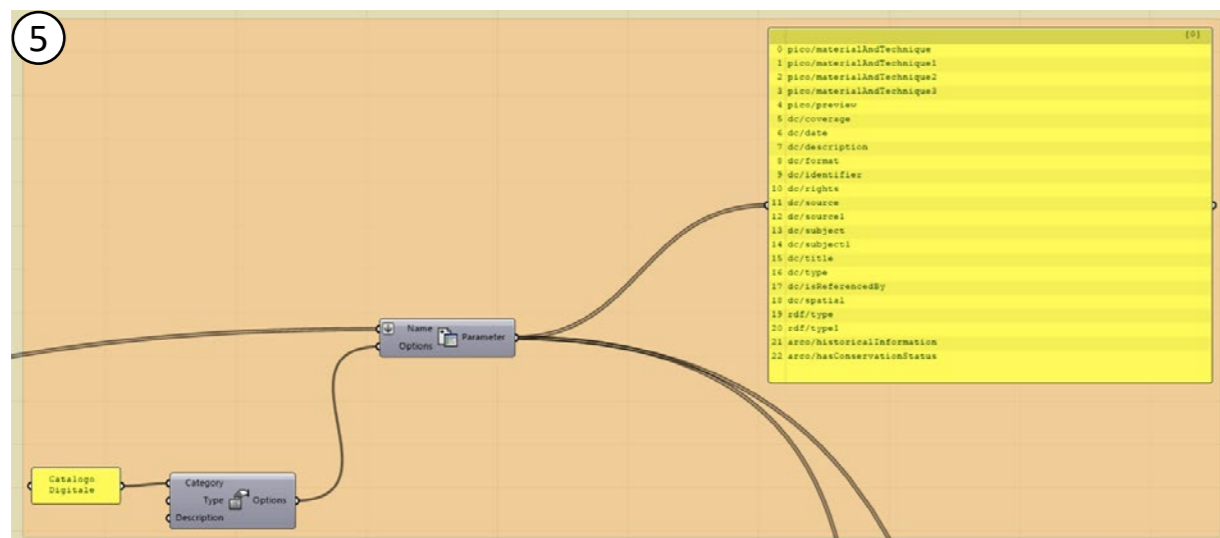 5
{0}
0 pico/materialAndTechnique
1 pico/materialAndTechnique1
2 pico/materialAndTechnique2
3 pico/materialAndTechnique3
4 pico/preview
5 dc/coverage
6 dc/date
7 dc/description
8 dc/format
9 dc/identifier
10 dc/rights
11 dc/source
12 dc/source1
13 dc/subject
14 dc/subject1
15 dc/title
16 dc/type
17 dc/isReferencedBy
18 dc/spatial
19 rdf/type
20 rdf/type1
21 arco/historicalInformation
22 arco/hasConservationStatus
Name
Options
Parameter
Catalogo
Digitale
Category
Type
Description
Options